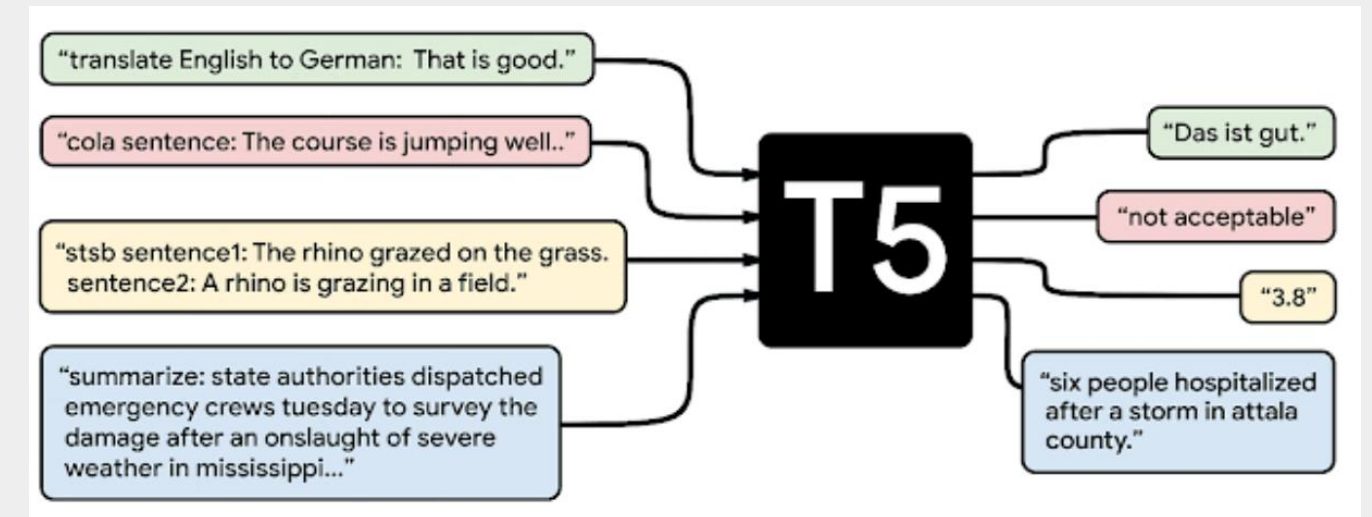 “translate English to German: That is good.”
“cola sentence: The course is jumping well..”
“stsb sentence1: The rhino grazed on the grass.
sentence2: A rhino is grazing in a field.”
“summarize: state authorities dispatched
emergency crews tuesday to survey the
damage after an onslaught of severe
weather in mississippi...”
T5
“Das ist gut.”
“not acceptable”
“3.8”
“six people hospitalized
after a storm in attala
county.”